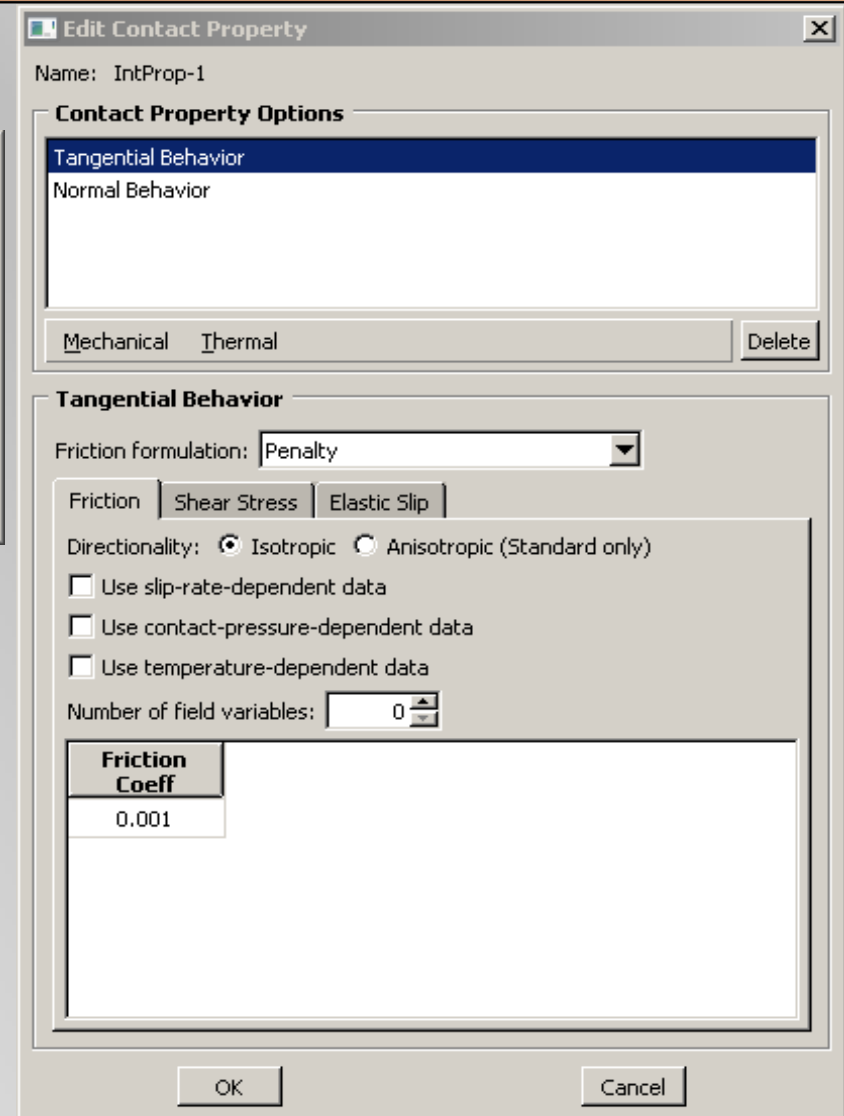 Edit Contact Property
Name: IntProp-1
Contact Property Options
Tangential Behavior
Normal Behavior
Mechanical Thermal Delete
Tangential Behavior
Friction formulation: Penalty
Friction Shear Stress Elastic Slip
Directionality: Isotropic Anisotropic (Standard only)
Use slip-rate-dependent data
Use contact-pressure-dependent data
Use temperature-dependent data
Number of field variables: 0
Friction
Coeff
0.001
OK Cancel